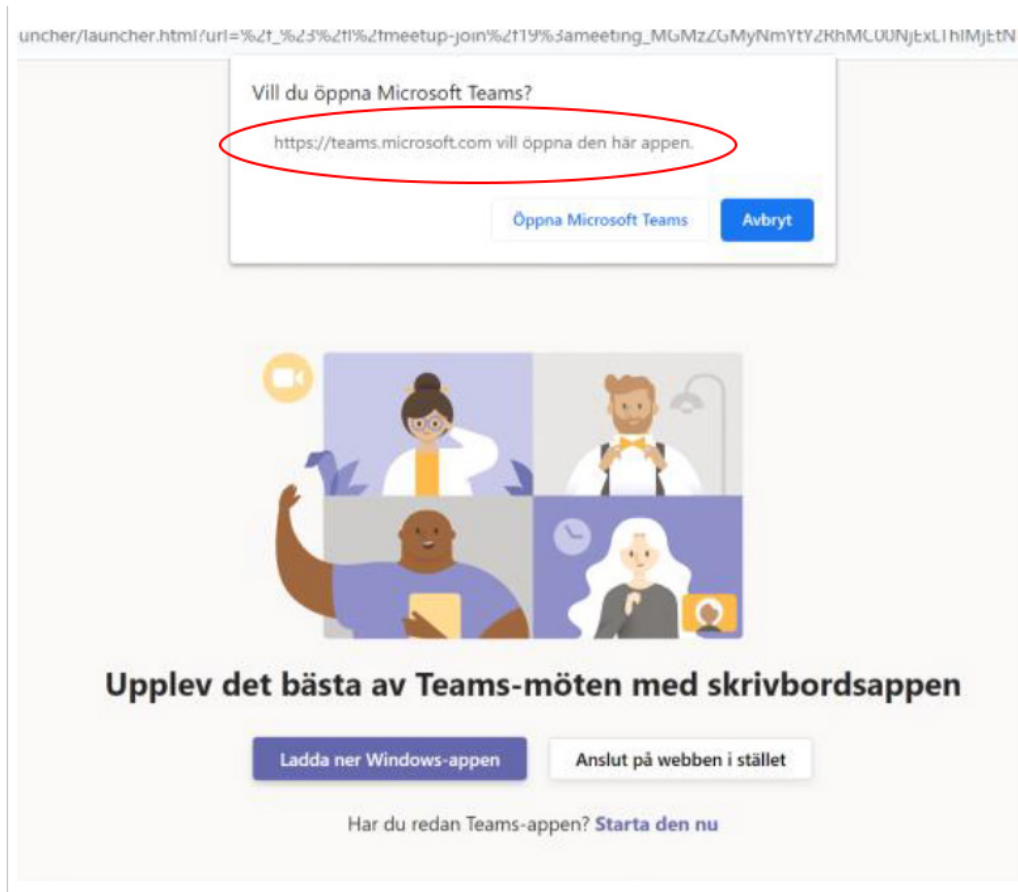 uncher/launcher.html?url=%2f_%23%2fl%2fmeetup-join%2f19%3ameeting_MGMzZGMyNmYtY2RhMC00NjExLThlMjEtN
Vill du öppna Microsoft Teams?
https://teams.microsoft.com vill öppna den här appen.
Öppna Microsoft Teams Avbryt
Upplev det bästa av Teams-möten med skrivbordsappen
Ladda ner Windows-appen Anslut på webben i stället
Har du redan Teams-appen? Starta den nu